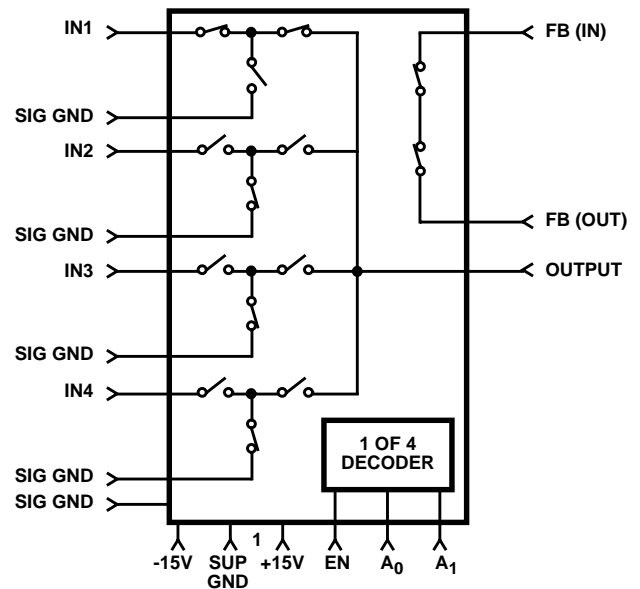 IN1
FB (IN)
SIG GND
IN2
FB (OUT)
SIG GND
IN3
OUTPUT
SIG GND
IN4
1 OF 4
DECODER
SIG GND
SIG GND
1
-15V
SUP
GND
+15V
EN
A0
A1